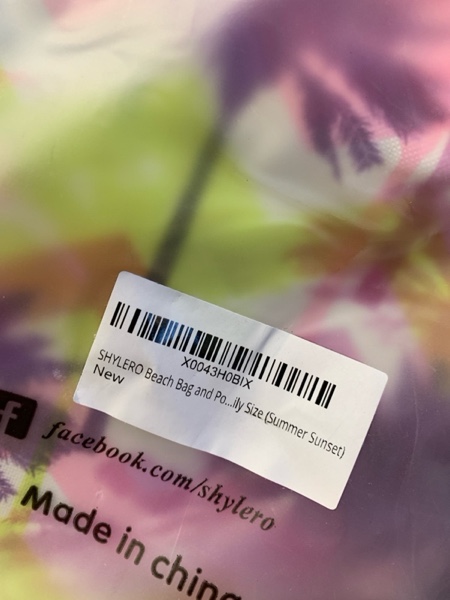 X0043H0BIX
SHYLERO Beach Bag and Po...ily Size (Summer Sunset)
New
f facebook.com/shylero
Made in china